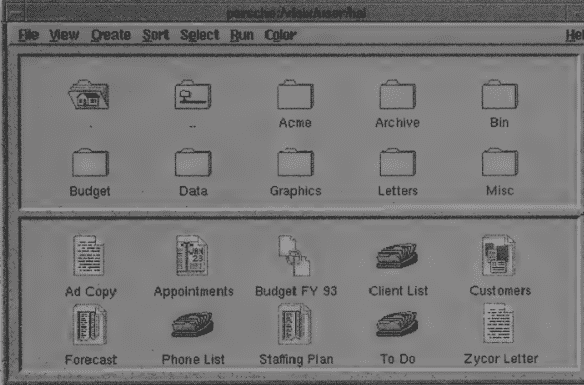 File View Create Sort Select Run Color Hel
. .. Acme Archive Bin
Budget Data Graphics Letters Misc
Ad Copy Appointments Budget FY 93 Client List Customers
Forecast Phone List Staffing Plan To Do Zycor Letter